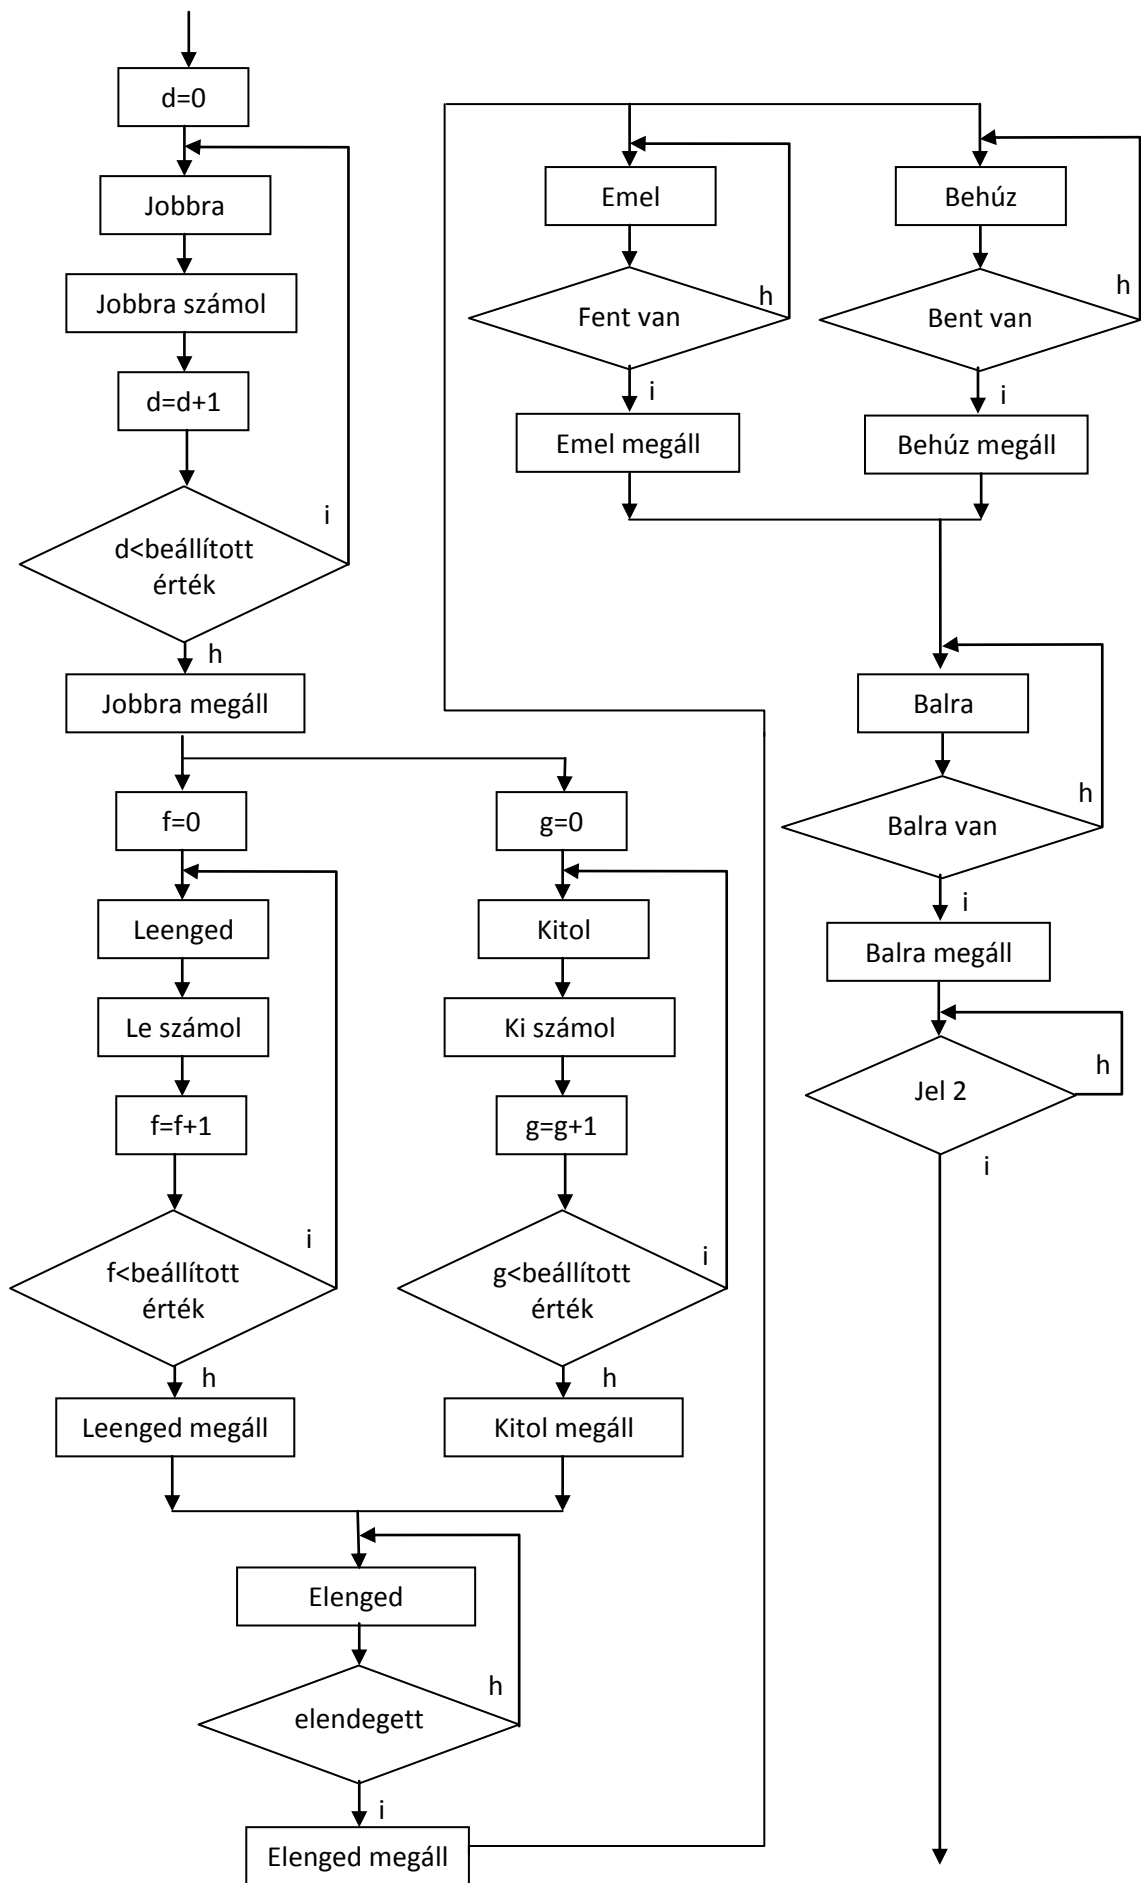 d=0
Jobbra
Jobbra számol
d=d+1
i
d<beállított
érték
h
Jobbra megáll
f=0
Leenged
Le számol
f=f+1
i
f<beállított
érték
h
Leenged megáll
g=0
Kitol
Ki számol
g=g+1
i
g<beállított
érték
h
Kitol megáll
Elenged
h
elendegett
i
Elenged megáll
Emel
h
Fent van
i
Emel megáll
Behúz
h
Bent van
i
Behúz megáll
Balra
h
Balra van
i
Balra megáll
h
Jel 2
i